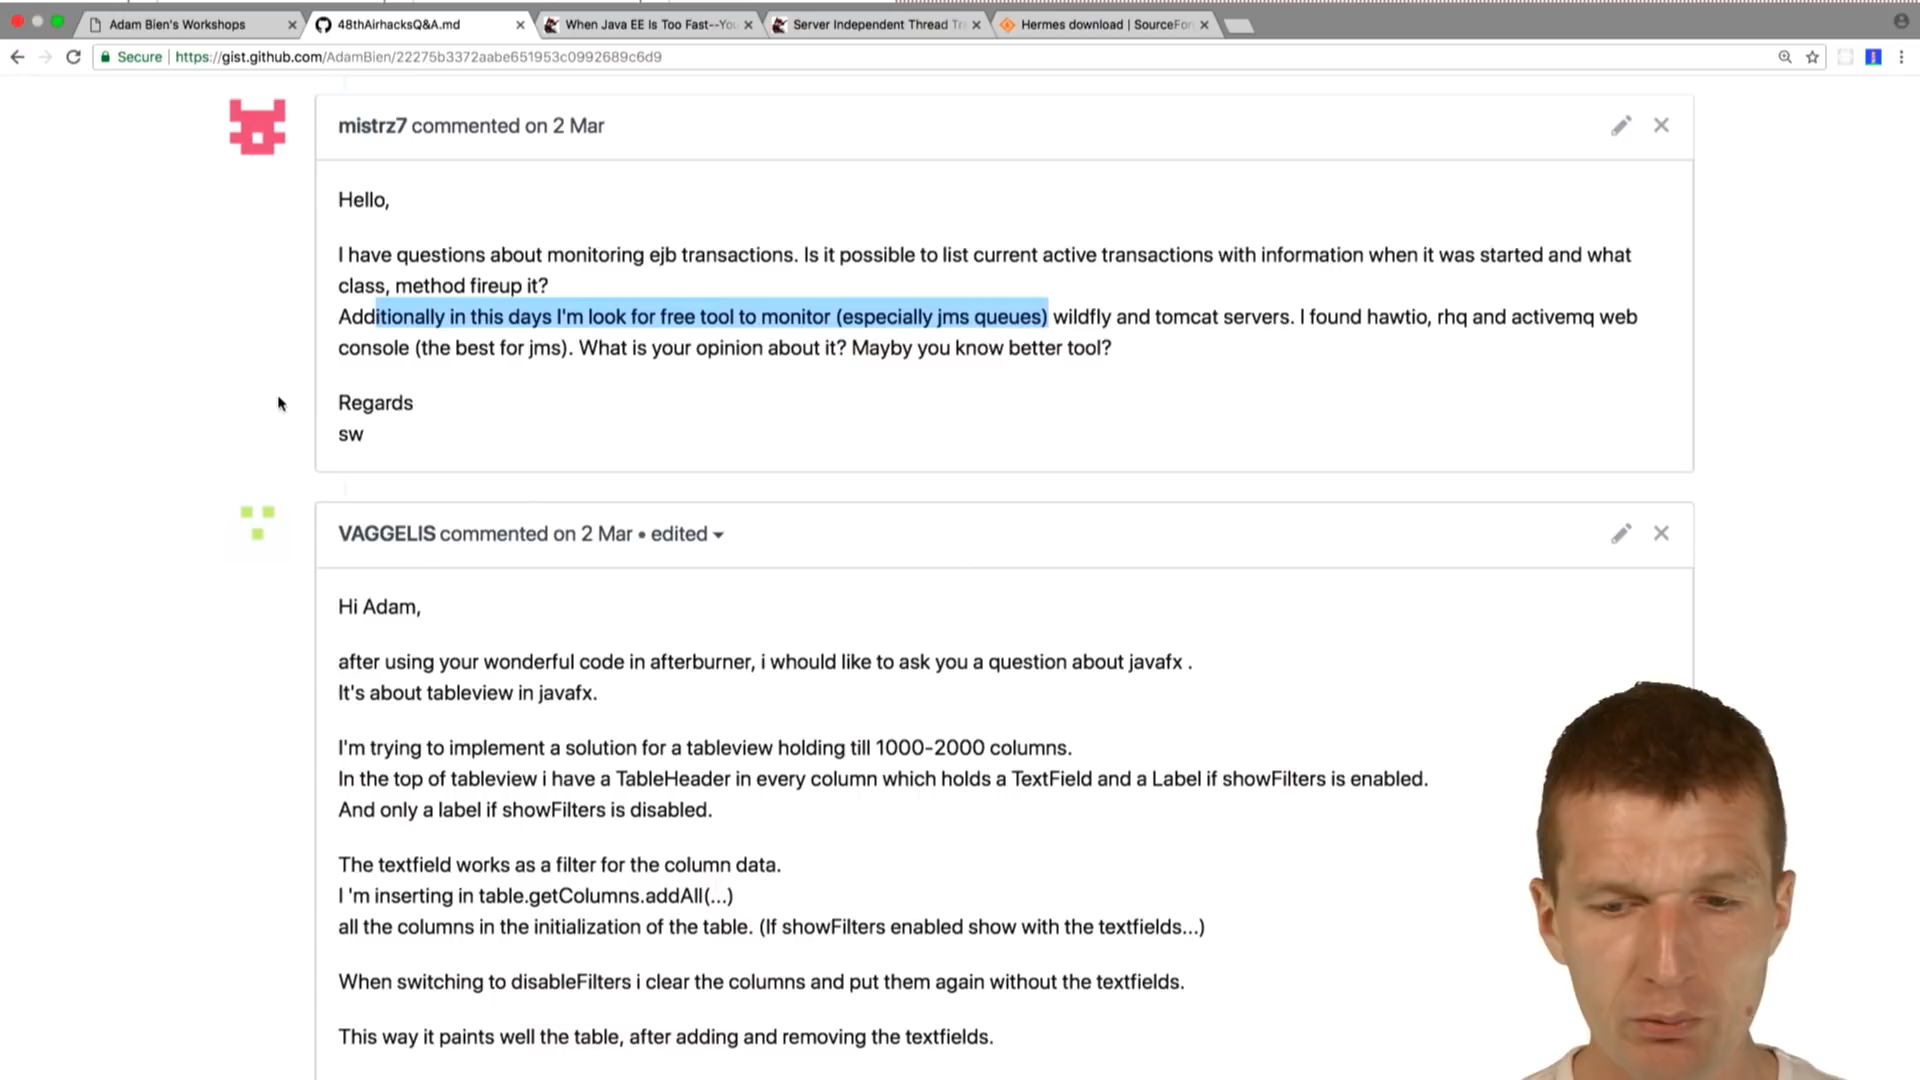 Adam Bien's Workshops
48thAirhacksQ&A.md
When Java EE Is Too Fast--You
Server Independent Thread Tr
Hermes download | SourceFor
Secure https://gist.github.com/AdamBien/22275b3372aabe651953c0992689c6d9
mistrz7 commented on 2 Mar
Hello,
I have questions about monitoring ejb transactions. Is it possible to list current active transactions with information when it was started and what
class, method fireup it?
Additionally in this days I'm look for free tool to monitor (especially jms queues) wildfly and tomcat servers. I found hawtio, rhq and activemq web
console (the best for jms). What is your opinion about it? Mayby you know better tool?
Regards
sw
VAGGELIS commented on 2 Mar • edited
Hi Adam,
after using your wonderful code in afterburner, i whould like to ask you a question about javafx .
It's about tableview in javafx.
I'm trying to implement a solution for a tableview holding till 1000-2000 columns.
In the top of tableview i have a TableHeader in every column which holds a TextField and a Label if showFilters is enabled.
And only a label if showFilters is disabled.
The textfield works as a filter for the column data.
I 'm inserting in table.getColumns.addAll(...)
all the columns in the initialization of the table. (If showFilters enabled show with the textfields...)
When switching to disableFilters i clear the columns and put them again without the textfields.
This way it paints well the table, after adding and removing the textfields.